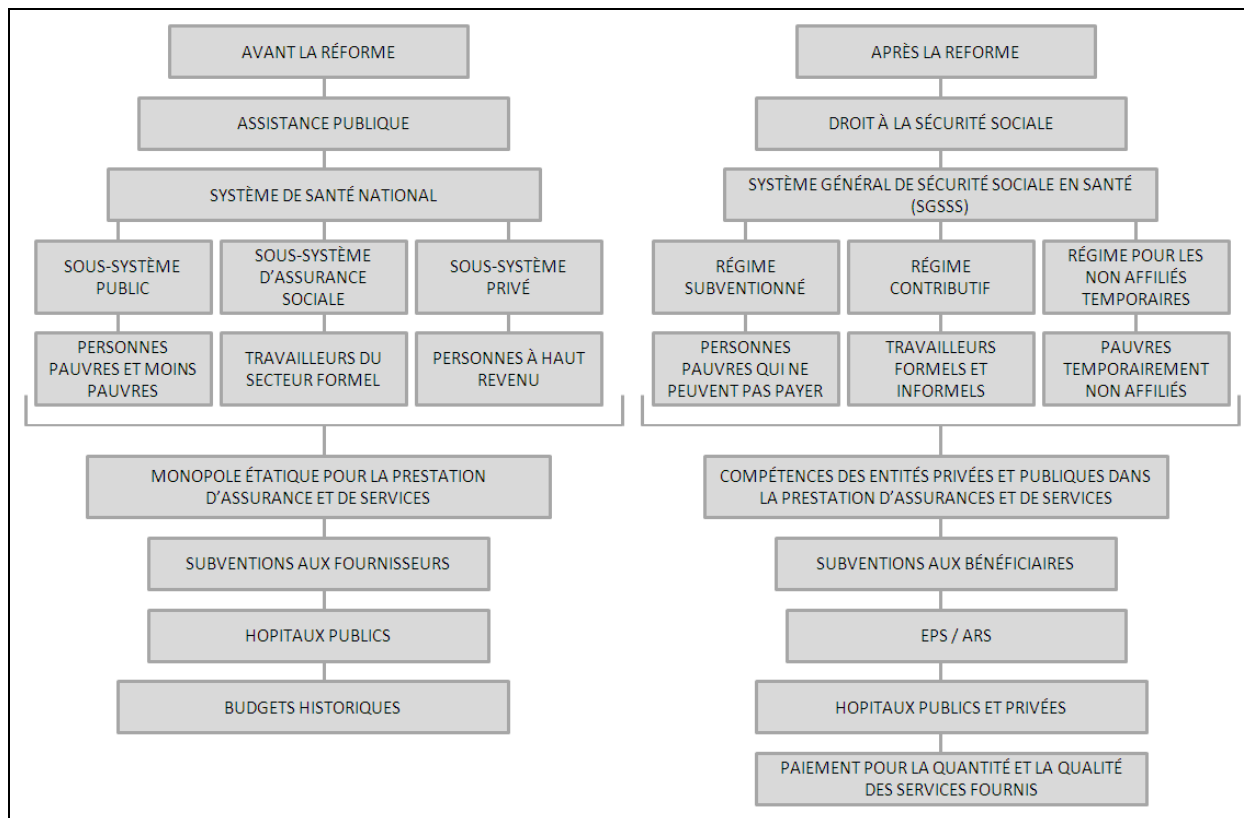 AVANT LA RÉFORME
ASSISTANCE PUBLIQUE
SYSTÈME DE SANTÉ NATIONAL
SOUS-SYSTÈME
PUBLIC
SOUS-SYSTÈME
D'ASSURANCE
SOCIALE
SOUS-SYSTÈME
PRIVÉ
PERSONNES
PAUVRES ET MOINS
PAUVRES
TRAVAILLEURS DU
SECTEUR FORMEL
PERSONNES À HAUT
REVENU
MONOPOLE ÉTATIQUE POUR LA PRESTATION
D'ASSURANCE ET DE SERVICES
SUBVENTIONS AUX FOURNISSEURS
HOPITAUX PUBLICS
BUDGETS HISTORIQUES
APRÈS LA REFORME
DROIT À LA SÉCURITÉ SOCIALE
SYSTÈME GÉNÉRAL DE SÉCURITÉ SOCIALE EN SANTÉ
(SGSSS)
RÉGIME
SUBVENTIONNÉ
RÉGIME
CONTRIBUTIF
RÉGIME POUR LES
NON AFFILIÉS
TEMPORAIRES
PERSONNES
PAUVRES QUI NE
PEUVENT PAS PAYER
TRAVAILLEURS
FORMELS ET
INFORMELS
PAUVRES
TEMPORAIREMENT
NON AFFILIÉS
COMPÉTENCES DES ENTITÉS PRIVÉES ET PUBLIQUES DANS
LA PRESTATION D'ASSURANCES ET DE SERVICES
SUBVENTIONS AUX BÉNÉFICIAIRES
EPS / ARS
HOPITAUX PUBLICS ET PRIVÉES
PAIEMENT POUR LA QUANTITÉ ET LA QUALITÉ
DES SERVICES FOURNIS